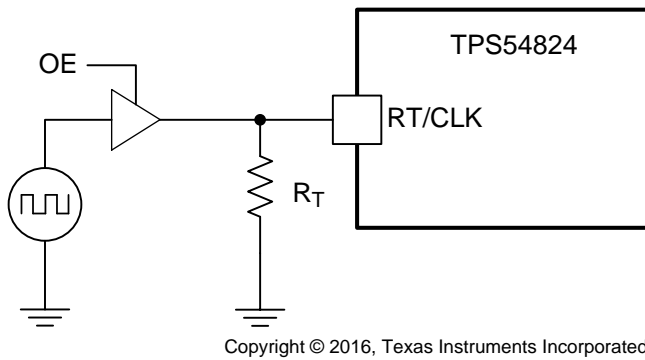 TPS54824
OE
RT/CLK
RT
Copyright © 2016, Texas Instruments Incorporated